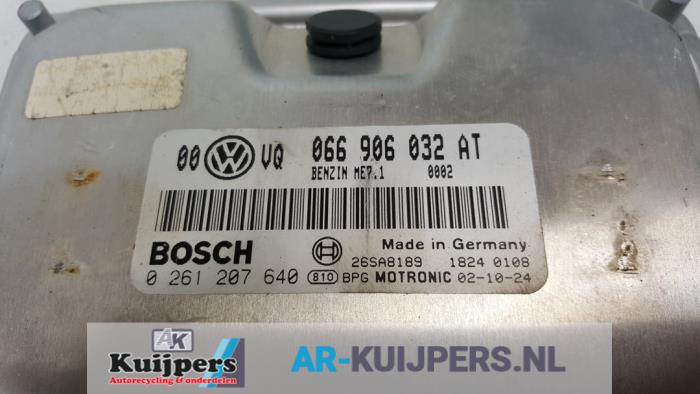 00 VW VQ 066 906 032 AT
BENZIN ME7.1 0002
BOSCH Made in Germany
26SA8189 1824 0108
0 261 207 640 810 BPG MOTRONIC 02-10-24
AK
Kuijpers
Autorecycling & onderdelen
AR-KUIJPERS.NL